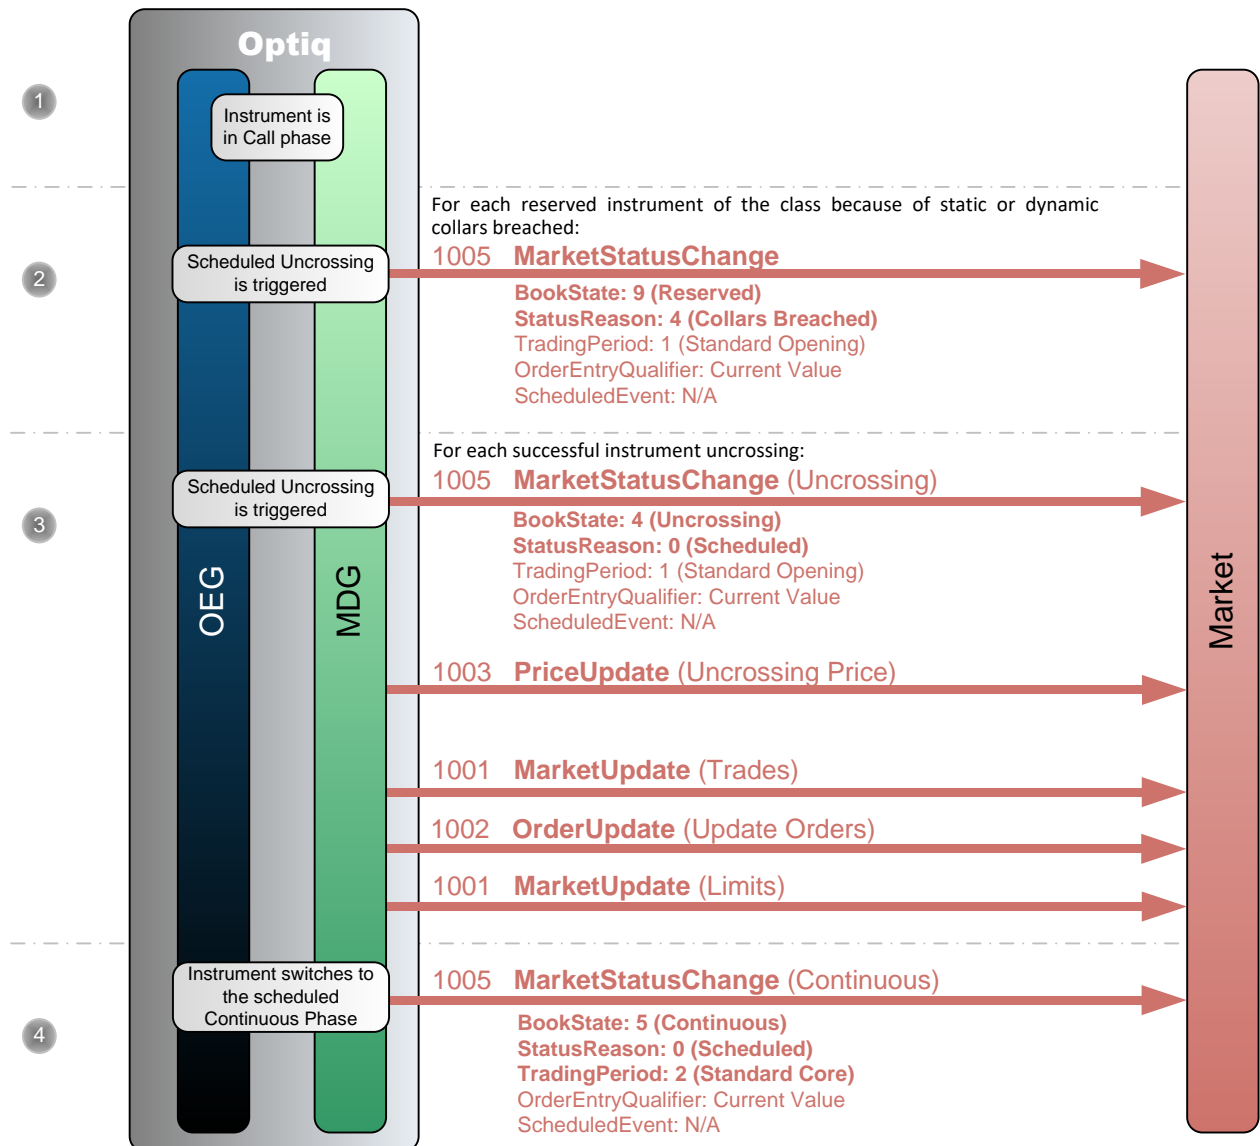 Optiq
1
Instrument is
in Call phase
For each reserved instrument of the class because of static or dynamic
collars breached:
2
Scheduled Uncrossing
is triggered
1005 MarketStatusChange
BookState: 9 (Reserved)
StatusReason: 4 (Collars Breached)
TradingPeriod: 1 (Standard Opening)
OrderEntryQualifier: Current Value
ScheduledEvent: N/A
For each successful instrument uncrossing:
3
Scheduled Uncrossing
is triggered
1005 MarketStatusChange (Uncrossing)
BookState: 4 (Uncrossing)
StatusReason: 0 (Scheduled)
TradingPeriod: 1 (Standard Opening)
OrderEntryQualifier: Current Value
ScheduledEvent: N/A
OEG
MDG
Market
1003 PriceUpdate (Uncrossing Price)
1001 MarketUpdate (Trades)
1002 OrderUpdate (Update Orders)
1001 MarketUpdate (Limits)
4
Instrument switches to
the scheduled
Continuous Phase
1005 MarketStatusChange (Continuous)
BookState: 5 (Continuous)
StatusReason: 0 (Scheduled)
TradingPeriod: 2 (Standard Core)
OrderEntryQualifier: Current Value
ScheduledEvent: N/A